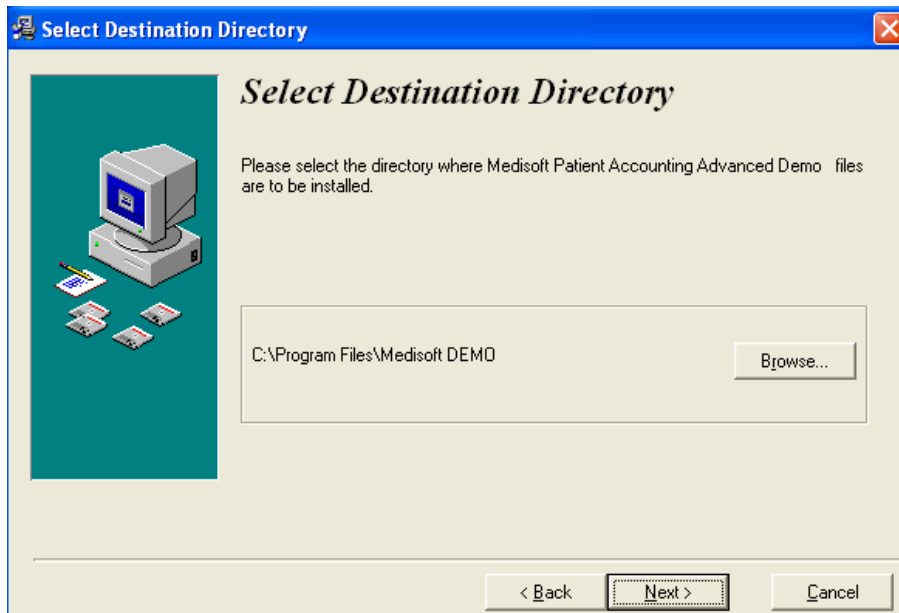 Select Destination Directory
Select Destination Directory
Please select the directory where Medisoft Patient Accounting Advanced Demo files
are to be installed.
C:\Program Files\Medisoft DEMO
Browse...
< Back
Next >
Cancel